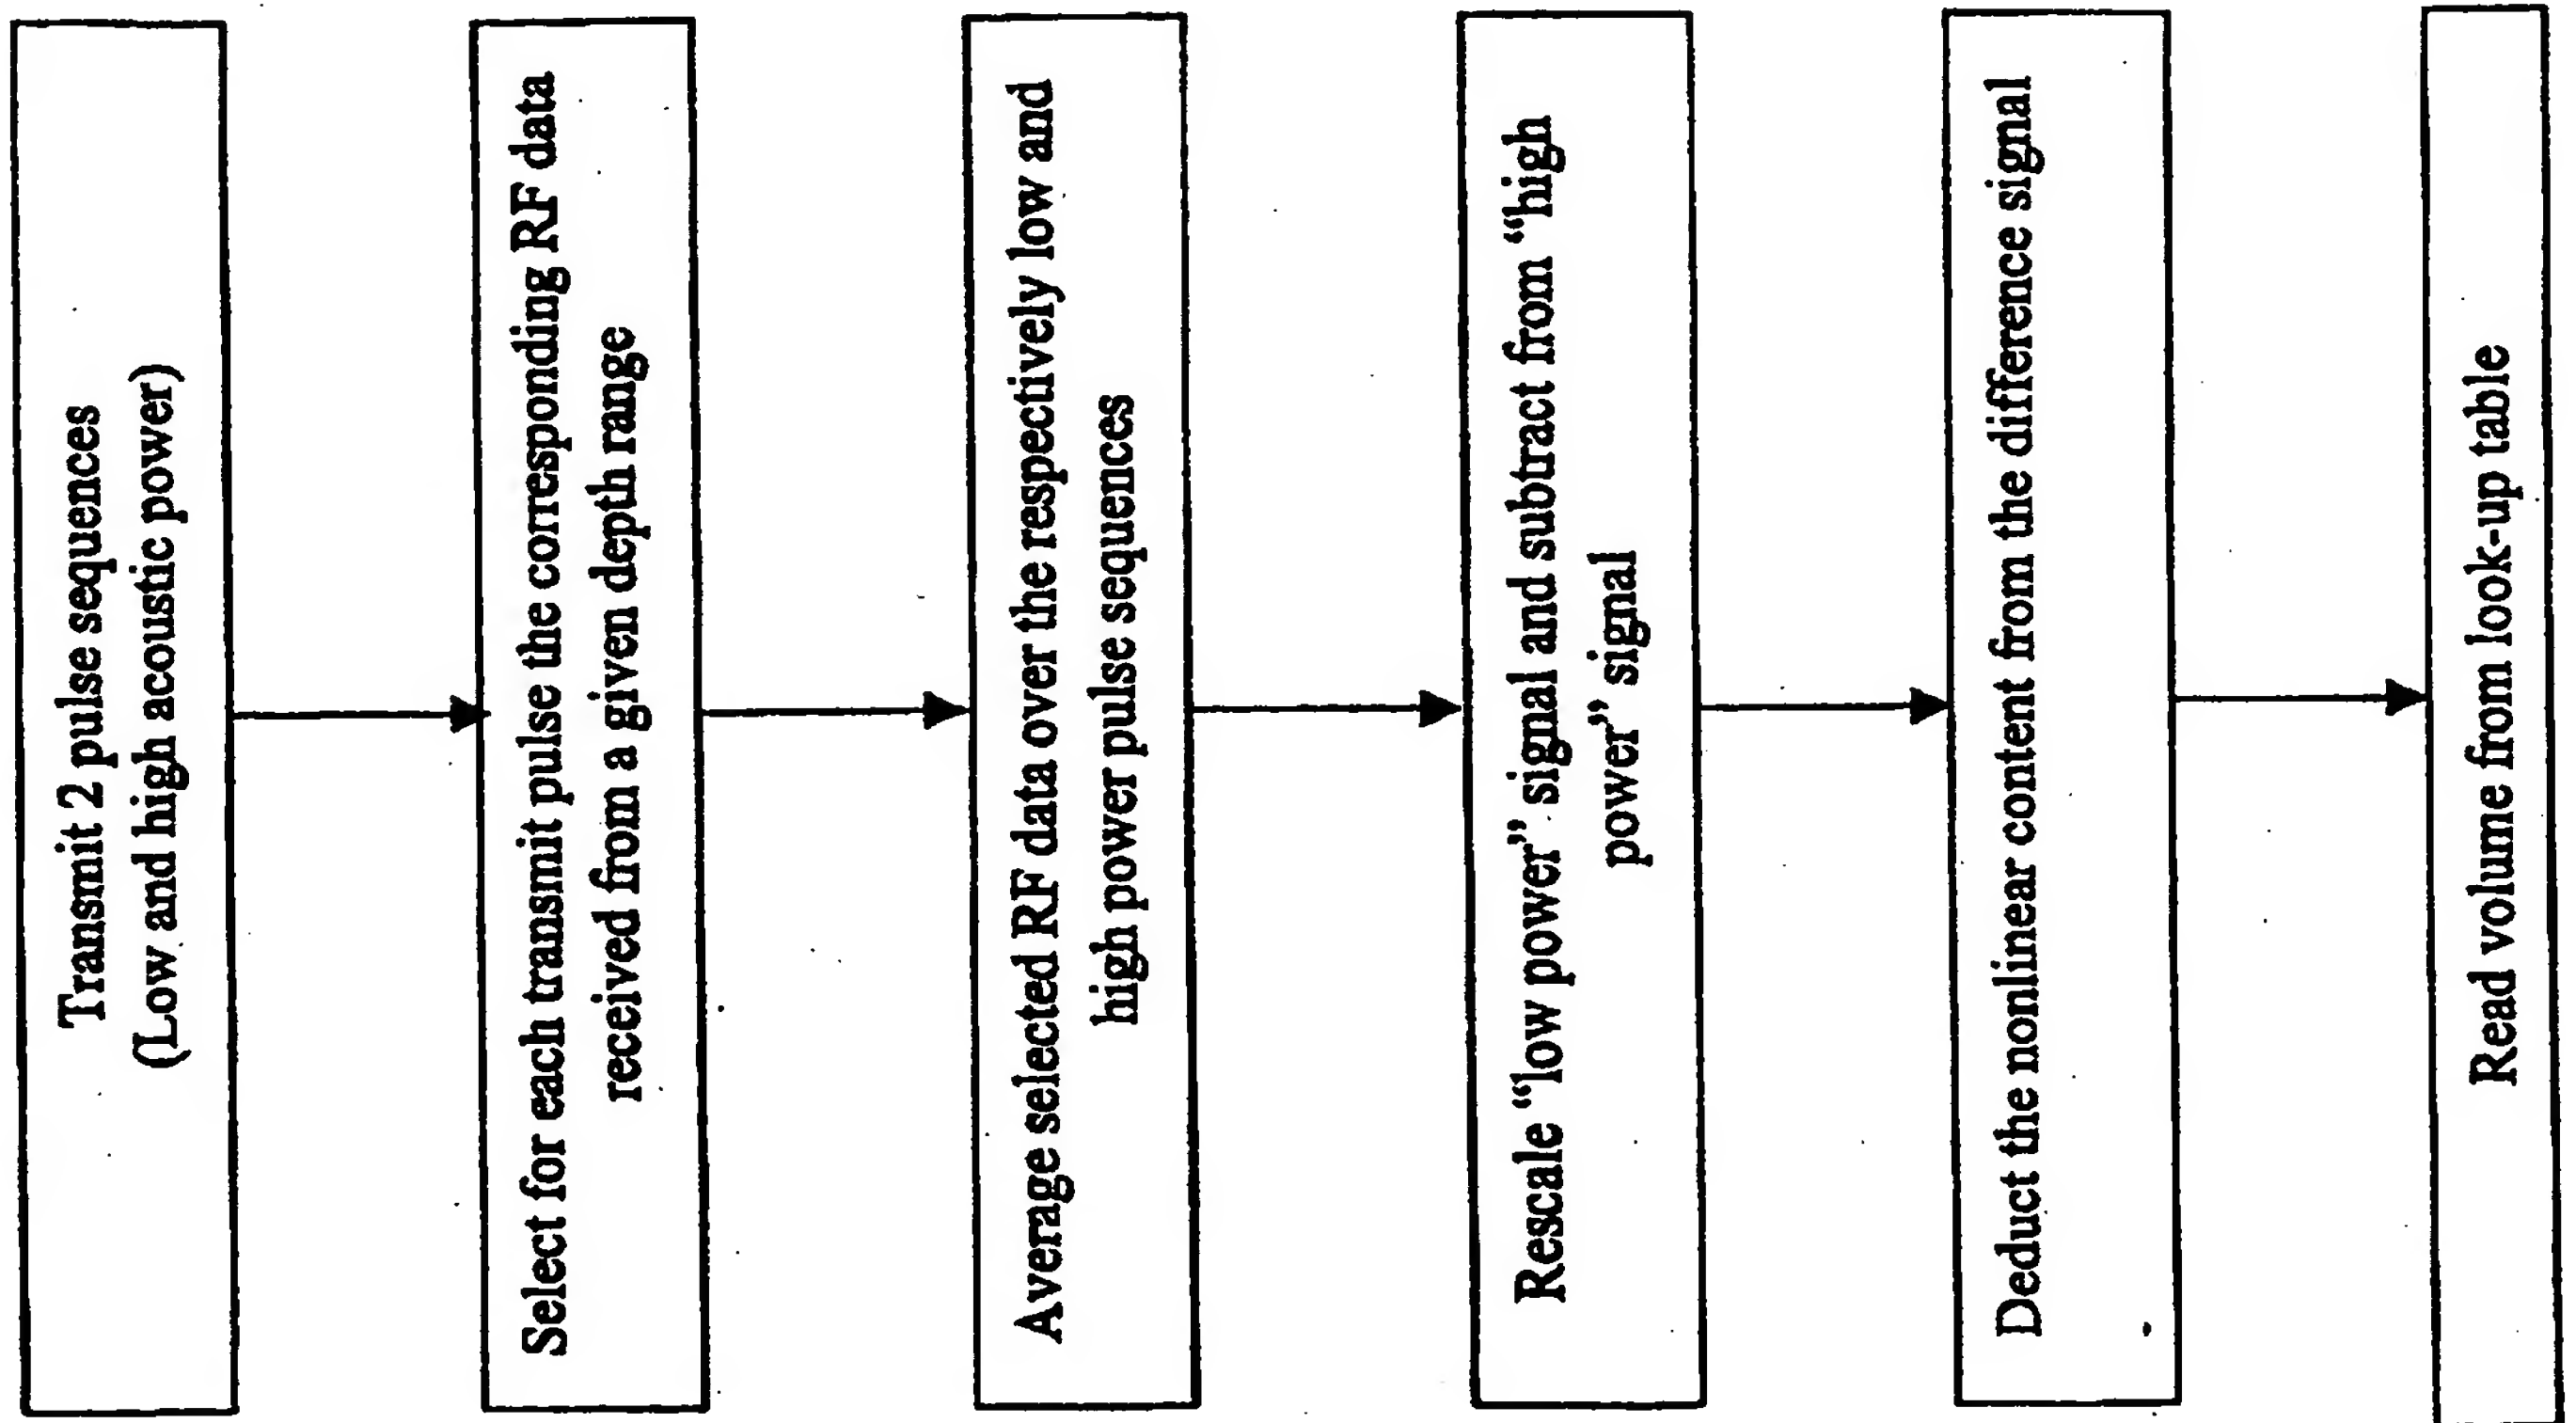 Transmit 2 pulse sequences
(Low and high acoustic power)
Select for each transmit pulse the corresponding RF data
received from a given depth range
Average selected RF data over the respectively low and
high power pulse sequences
Rescale “low power” signal and subtract from “high
power” signal
Deduct the nonlinear content from the difference signal
Read volume from look-up table